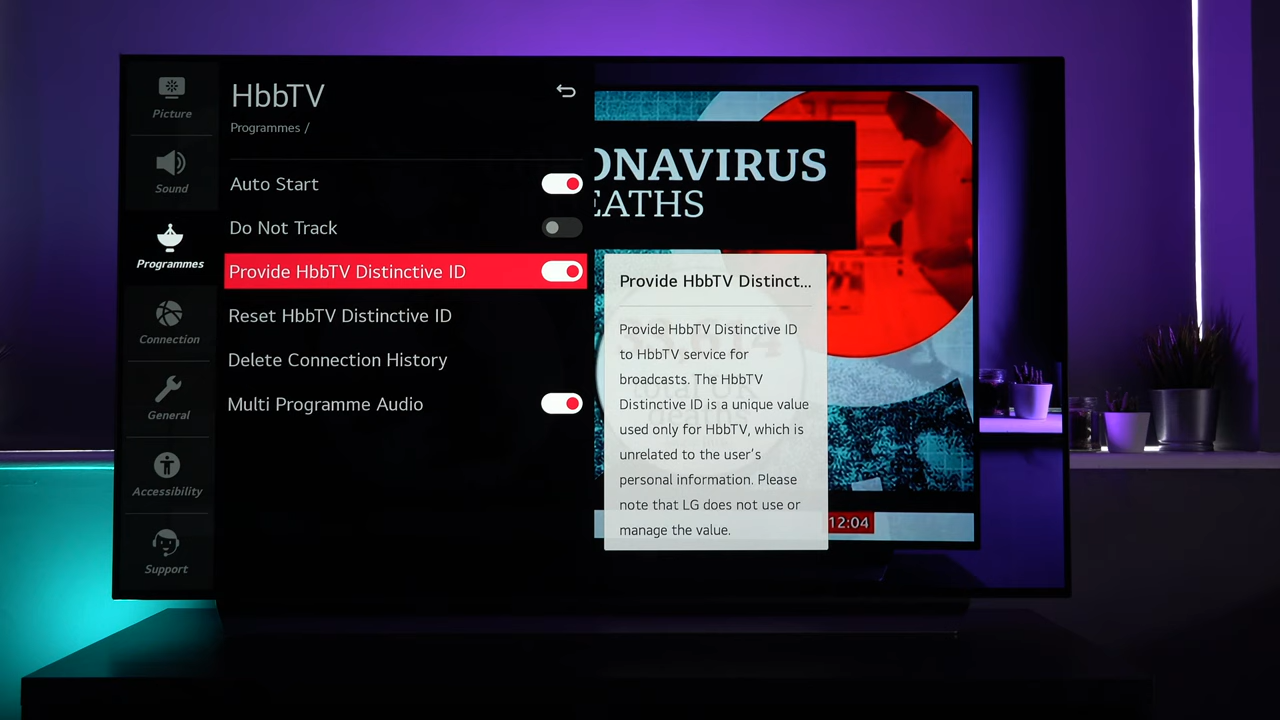 Picture
Sound
Programmes
Connection
General
Accessibility
Support
HbbTV
Programmes /
Auto Start
Do Not Track
Provide HbbTV Distinctive ID
Reset HbbTV Distinctive ID
Delete Connection History
Multi Programme Audio
ONAVIRUS
EATHS
Provide HbbTV Distinct...
Provide HbbTV Distinctive ID
to HbbTV service for
broadcasts. The HbbTV
Distinctive ID is a unique value
used only for HbbTV, which is
unrelated to the user's
personal information. Please
note that LG does not use or
manage the value.
12:04